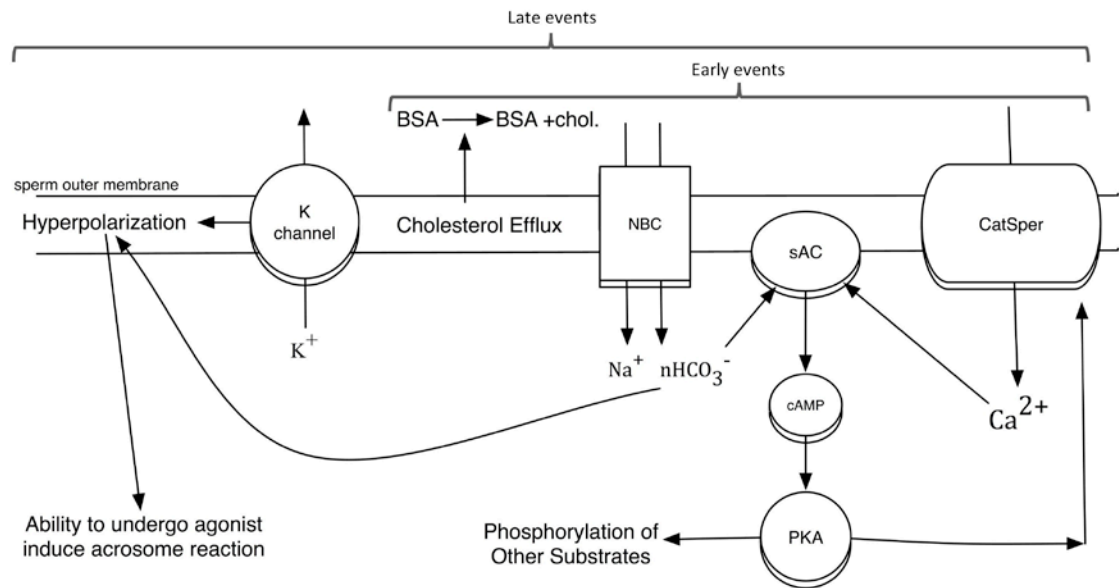 Late events
Early events
BSA → BSA +chol.
sperm outer membrane
Hyperpolarization
K
channel
Cholesterol Efflux
NBC
sAC
CatSper
K⁺
Na⁺ nHCO₃⁻
cAMP
Ca²⁺
Ability to undergo agonist
induce acrosome reaction
Phosphorylation of
Other Substrates
PKA